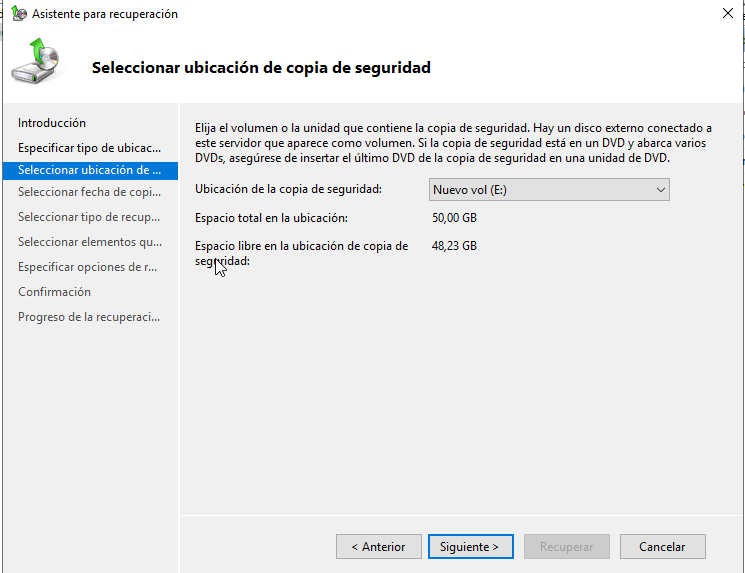 Asistente para recuperación
Seleccionar ubicación de copia de seguridad
Introducción
Especificar tipo de ubicac...
Seleccionar ubicación de ...
Seleccionar fecha de copi...
Seleccionar tipo de recup...
Seleccionar elementos qu...
Especificar opciones de r...
Confirmación
Progreso de la recuperaci...
Elija el volumen o la unidad que contiene la copia de seguridad. Hay un disco externo conectado a
este servidor que aparece como volumen. Si la copia de seguridad está en un DVD y abarca varios
DVDs, asegúrese de insertar el último DVD de la copia de seguridad en una unidad de DVD.
Ubicación de la copia de seguridad:
Nuevo vol (E:)
Espacio total en la ubicación:
50,00 GB
Espacio libre en la ubicación de copia de
seguridad:
48,23 GB
< Anterior
Siguiente >
Recuperar
Cancelar